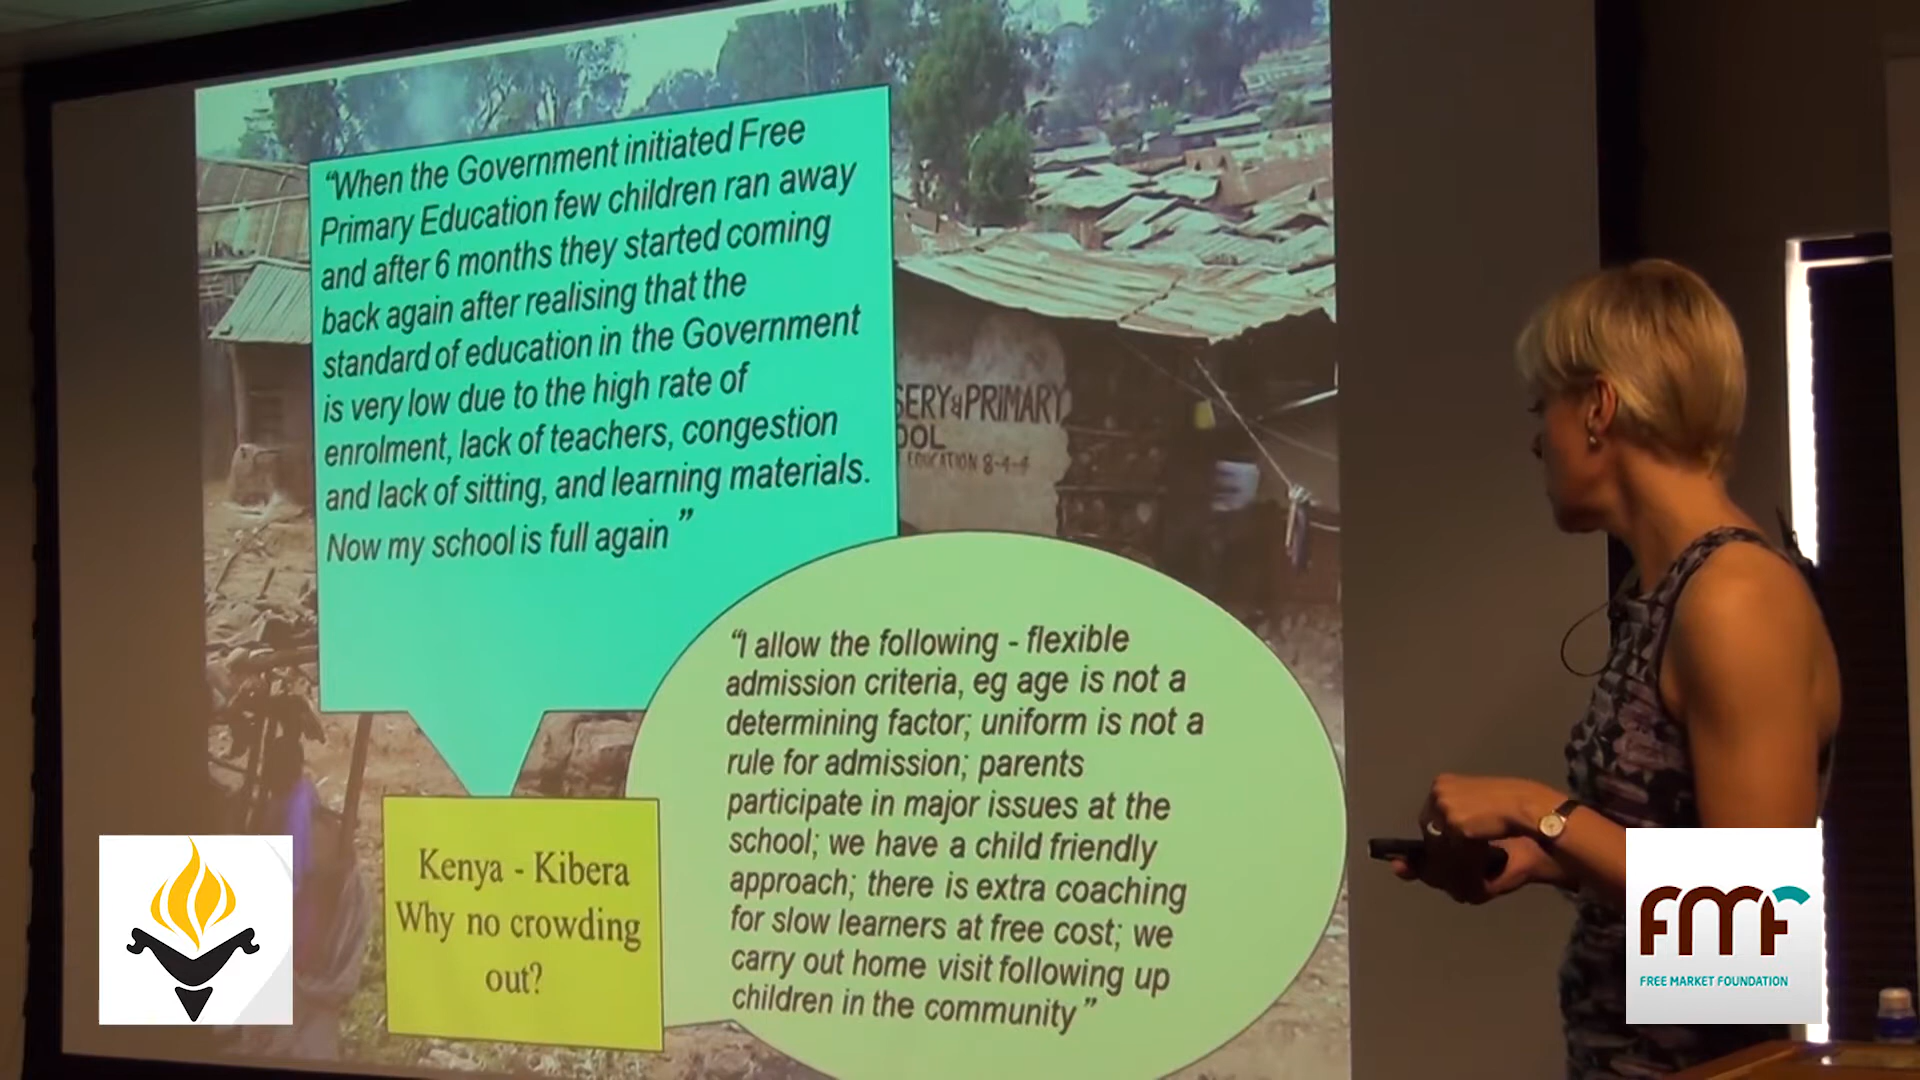 “When the Government initiated Free
Primary Education few children ran away
and after 6 months they started coming
back again after realising that the
standard of education in the Government
is very low due to the high rate of
enrolment, lack of teachers, congestion
and lack of sitting, and learning materials.
Now my school is full again ”
SERY & PRIMARY
OOL
EDUCATION 8-4-4
“I allow the following - flexible
admission criteria, eg age is not a
determining factor; uniform is not a
rule for admission; parents
participate in major issues at the
school; we have a child friendly
approach; there is extra coaching
for slow learners at free cost; we
carry out home visit following up
children in the community ”
Kenya - Kibera
Why no crowding
out?
FMF
FREE MARKET FOUNDATION